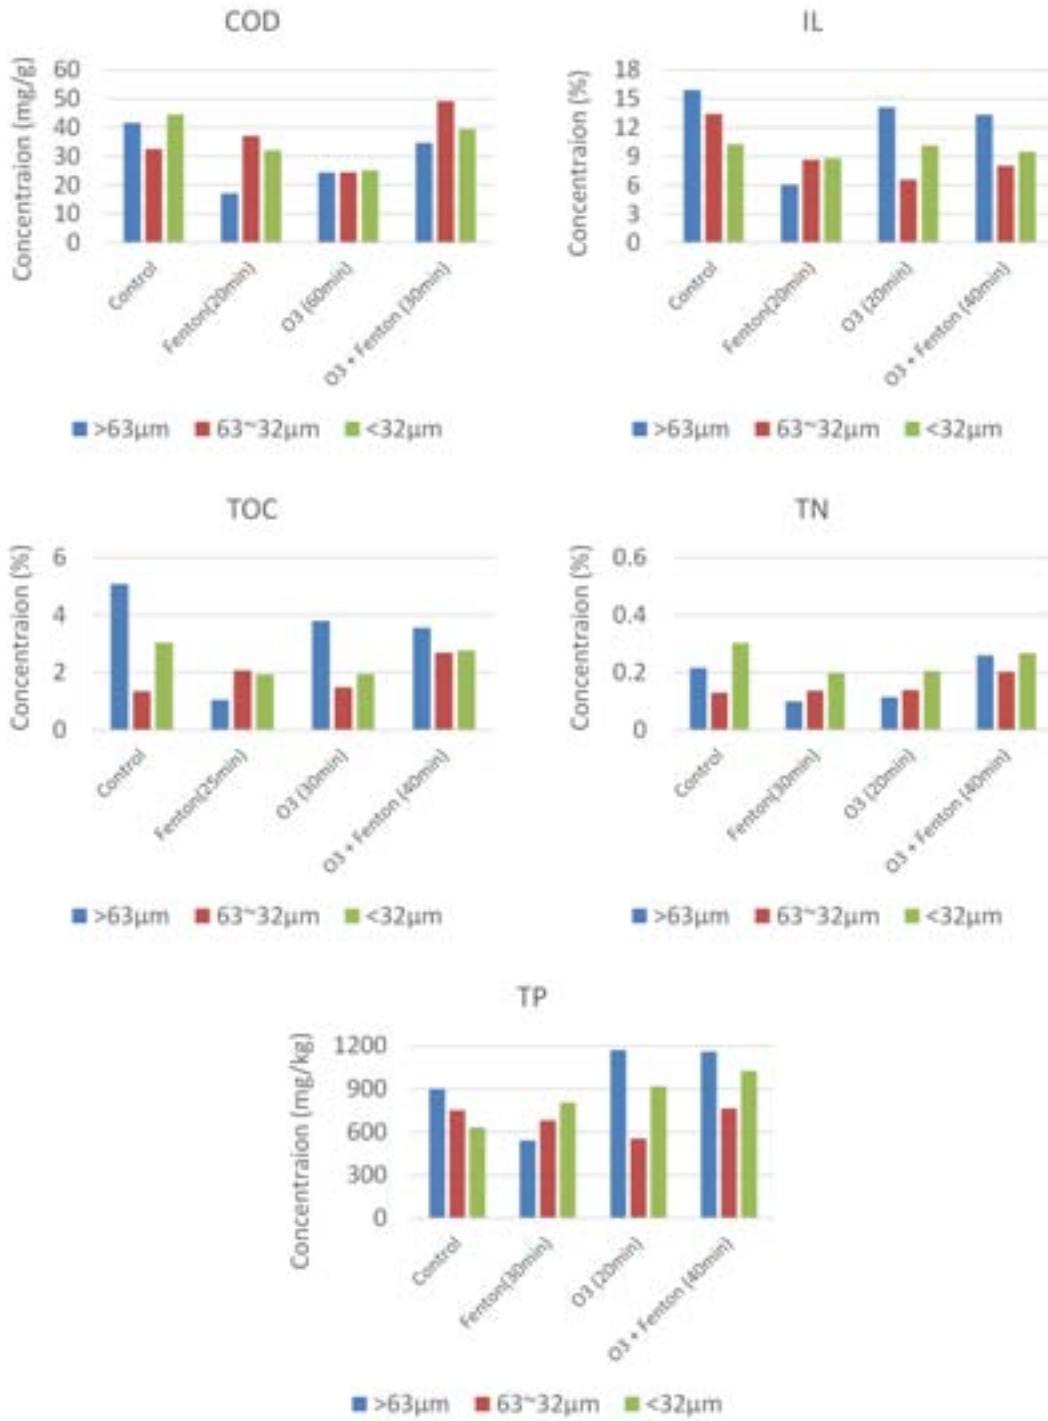 COD
Concentraion (mg/g)
60
50
40
30
20
10
0
Control
Fenton(20min)
O3 (60min)
O3 + Fenton (30min)
>63µm 63~32µm <32µm
IL
Concentraion (%)
18
15
12
9
6
3
0
Control
Fenton(20min)
O3 (20min)
O3 + Fenton (40min)
>63µm 63~32µm <32µm
TOC
Concentraion (%)
6
4
2
0
Control
Fenton(25min)
O3 (30min)
O3 + Fenton (40min)
>63µm 63~32µm <32µm
TN
Concentraion (%)
0.6
0.4
0.2
0
Control
Fenton(30min)
O3 (20min)
O3 + Fenton (40min)
>63µm 63~32µm <32µm
TP
Concentraion (mg/kg)
1200
900
600
300
0
Control
Fenton(30min)
O3 (20min)
O3 + Fenton (40min)
>63µm 63~32µm <32µm